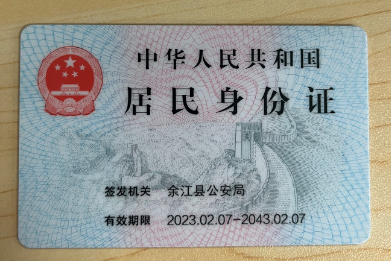 中华人民共和国
居民身份证
签发机关 余江县公安局
有效期限 2023.02.07-2043.02.07